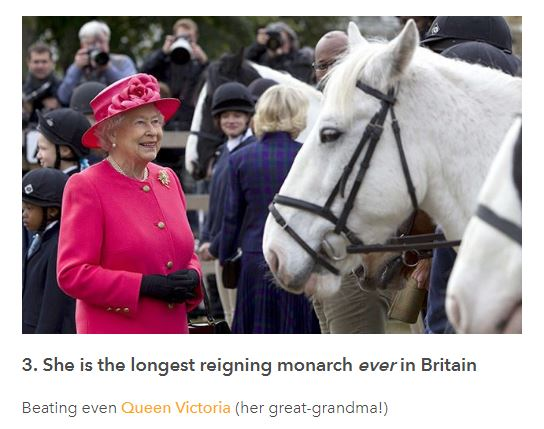 3. She is the longest reigning monarch ever in Britain
Beating even Queen Victoria (her great-grandma!)